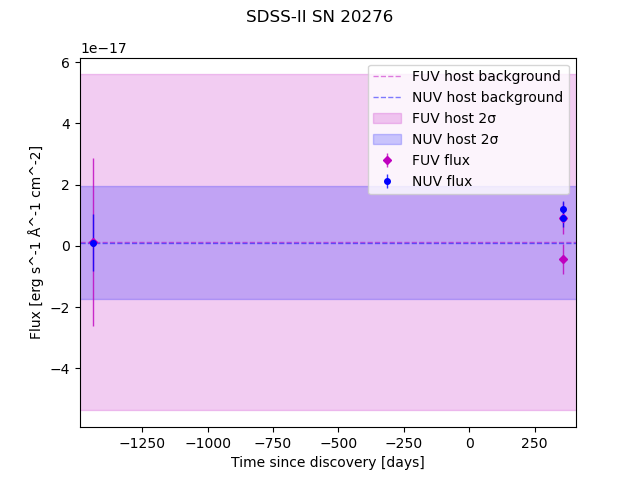 SDSS-II SN 20276
1e−17
FUV host background
NUV host background
FUV host 2σ
NUV host 2σ
FUV flux
NUV flux
6
4
2
0
−2
−4
Flux [erg s^-1 Å^-1 cm^-2]
−1250 −1000 −750 −500 −250 0 250
Time since discovery [days]